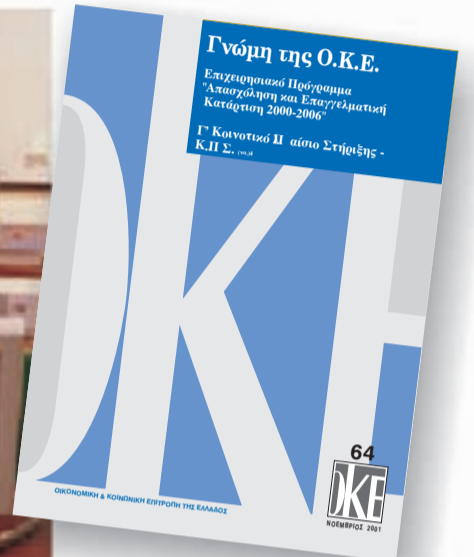 Γνώμη της Ο.Κ.Ε.
Επιχειρησιακό Πρόγραμμα
"Απασχόληση και Επαγγελματική
Κατάρτιση 2000-2006"
Γ' Κοινοτικό Π αίσιο Στήριξης -
Κ.Π Σ.
ΟΚΕ
64
ΟΚΕ
ΝΟΕΜΒΡΙΟΣ 2001
ΟΙΚΟΝΟΜΙΚΗ & ΚΟΙΝΩΝΙΚΗ ΕΠΙΤΡΟΠΗ ΤΗΣ ΕΛΛΑΔΟΣ